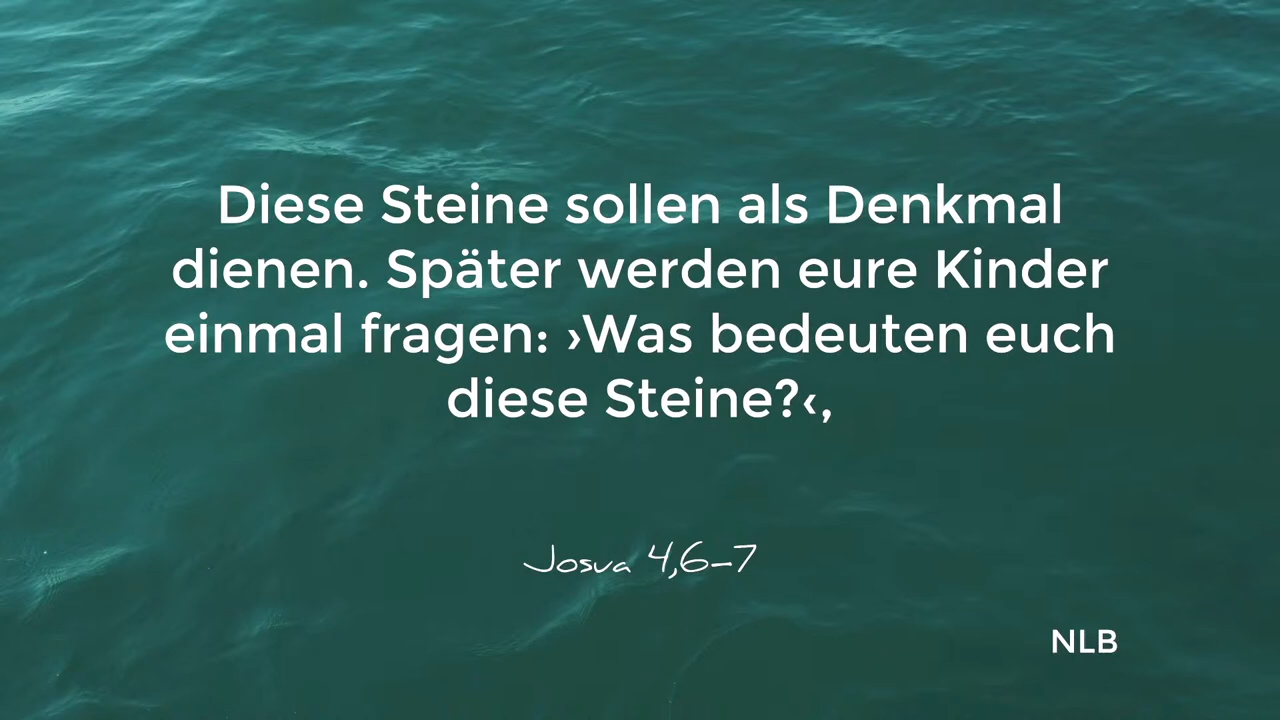 Diese Steine sollen als Denkmal
dienen. Später werden eure Kinder
einmal fragen: ›Was bedeuten euch
diese Steine?‹,
Josua 4,6–7
NLB